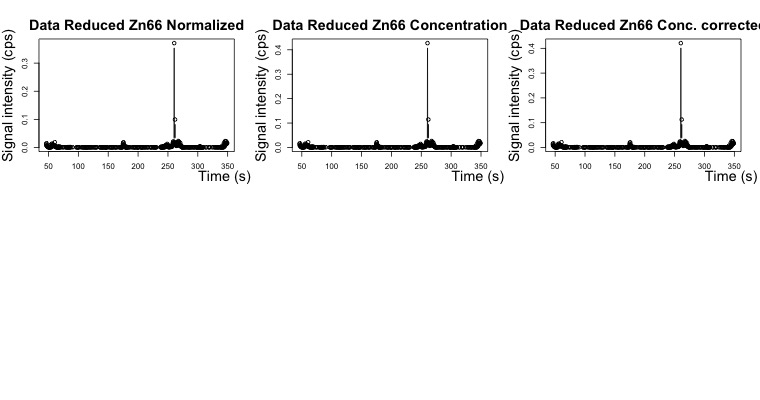 Data Reduced Zn66 Normalized
Signal intensity (cps)
0.0 0.1 0.2 0.3
50 100 150 200 250 300 350
Time (s)
Data Reduced Zn66 Concentration
Signal intensity (cps)
0.0 0.1 0.2 0.3 0.4
50 100 150 200 250 300 350
Time (s)
Data Reduced Zn66 Conc. corrected
Signal intensity (cps)
0.0 0.1 0.2 0.3 0.4
50 100 150 200 250 300 350
Time (s)